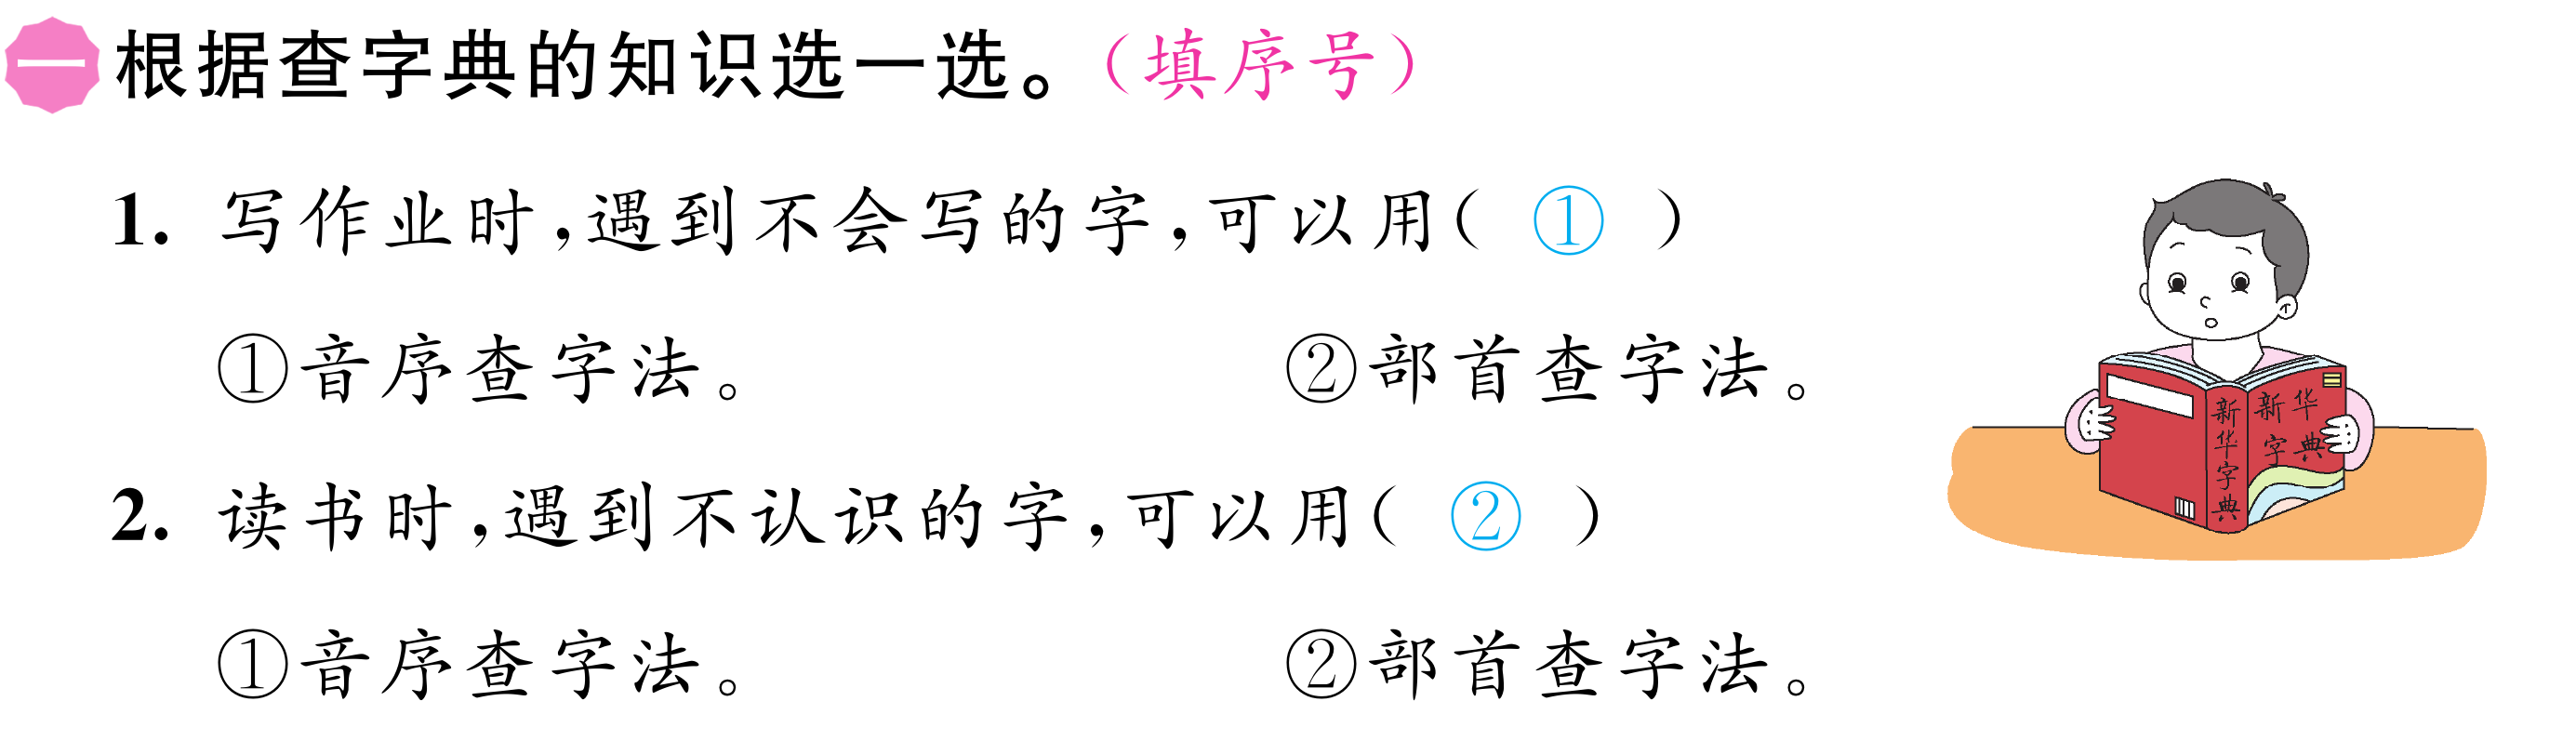 一 根据查字典的知识选一选。（填序号）
1. 写作业时，遇到不会写的字，可以用（ ① ）
①音序查字法。 ②部首查字法。
2. 读书时，遇到不认识的字，可以用（ ② ）
①音序查字法。 ②部首查字法。
新华字典
新华
字典